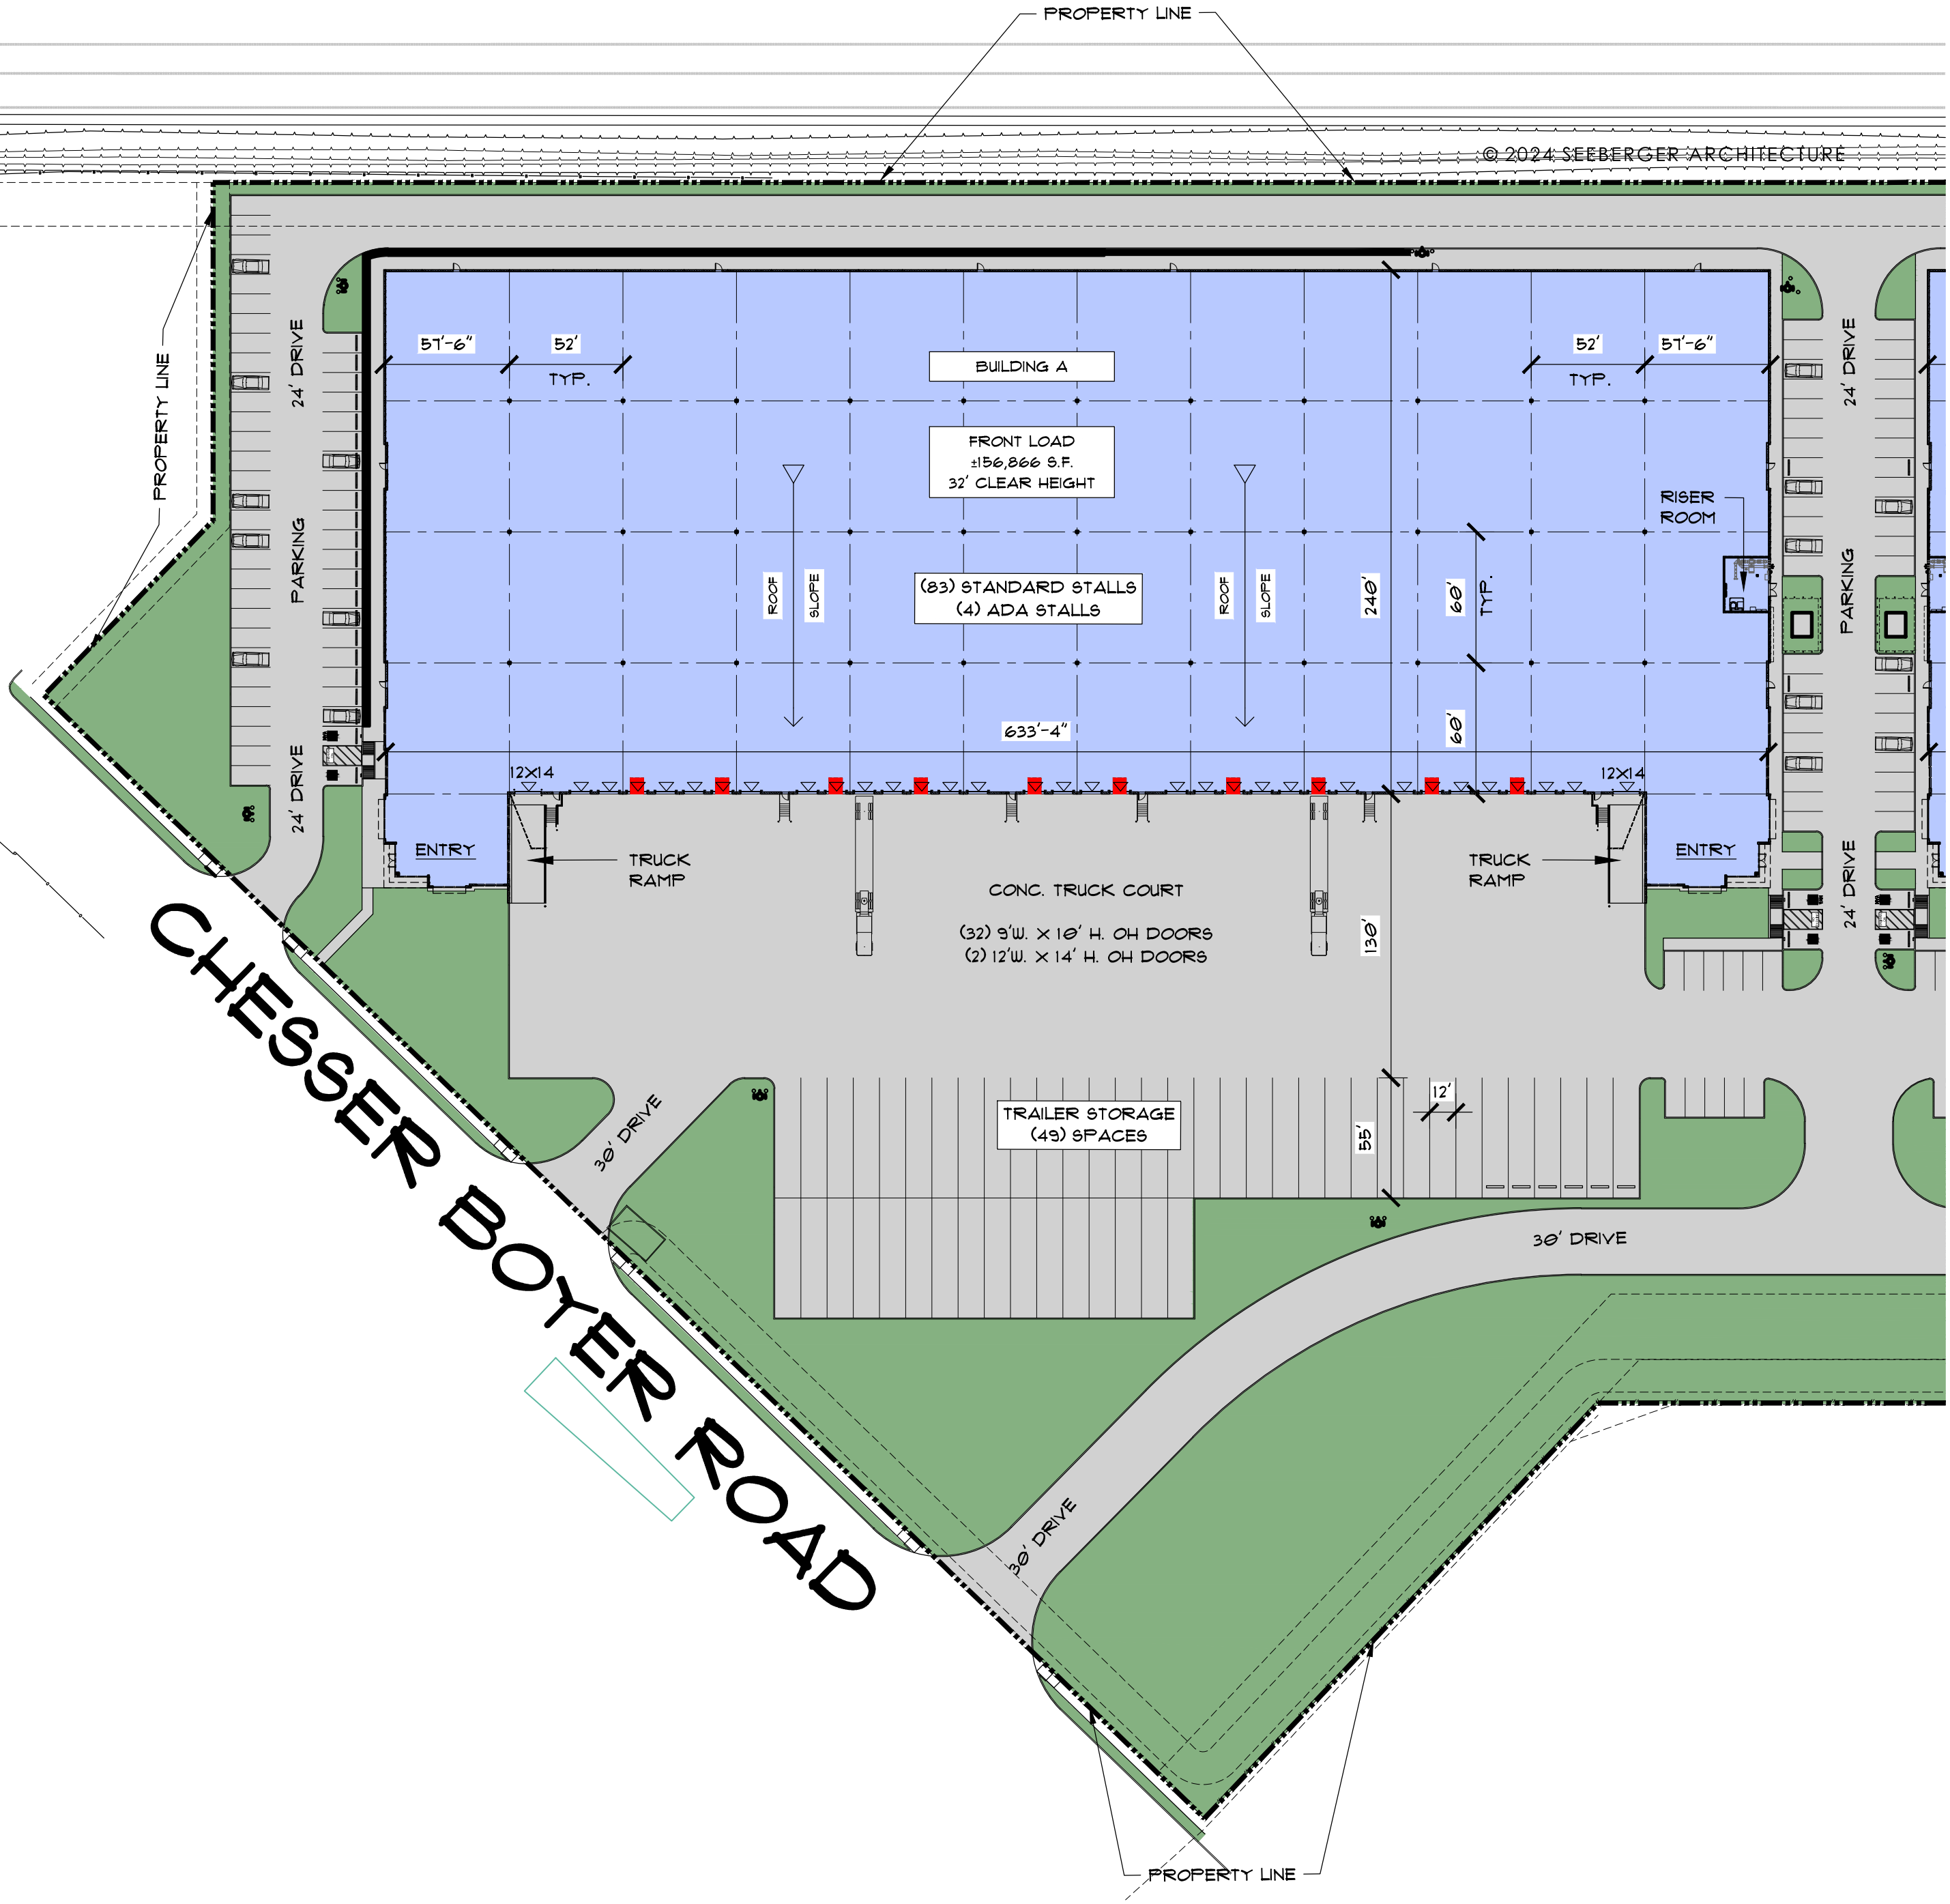 PROPERTY LINE
© 2024 SEEBERGER ARCHITECTURE
PROPERTY LINE
24' DRIVE
PARKING
24' DRIVE
57'-6"
52'
TYP.
BUILDING A
FRONT LOAD
±156,866 S.F.
32' CLEAR HEIGHT
(83) STANDARD STALLS
(4) ADA STALLS
ROOF
SLOPE
ROOF
SLOPE
240'
60'
TYP.
60'
52'
TYP.
57'-6"
RISER
ROOM
24' DRIVE
PARKING
24' DRIVE
633'-4"
12X14
12X14
ENTRY
TRUCK
RAMP
CONC. TRUCK COURT
(32) 9'W. X 10' H. OH DOORS
(2) 12'W. X 14' H. OH DOORS
130'
TRUCK
RAMP
ENTRY
30' DRIVE
TRAILER STORAGE
(49) SPACES
55'
12'
30' DRIVE
30' DRIVE
CHESSER BOYER ROAD
PROPERTY LINE